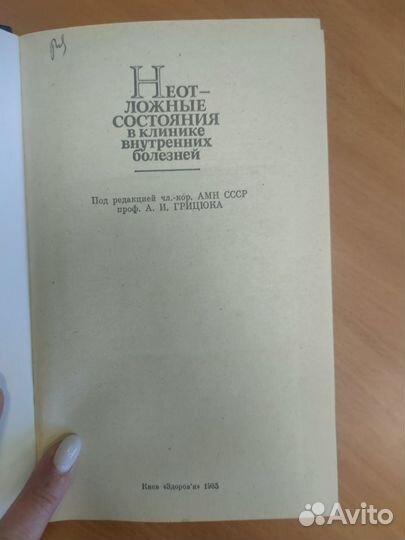 НЕОТ–
ЛОЖНЫЕ
СОСТОЯНИЯ
В КЛИНИКЕ
ВНУТРЕННИХ
БОЛЕЗНЕЙ
Под редакцией чл.-кор. АМН СССР
проф. А. И. ГРИЦЮКА
Киев «Здоров'я» 1985
Avito